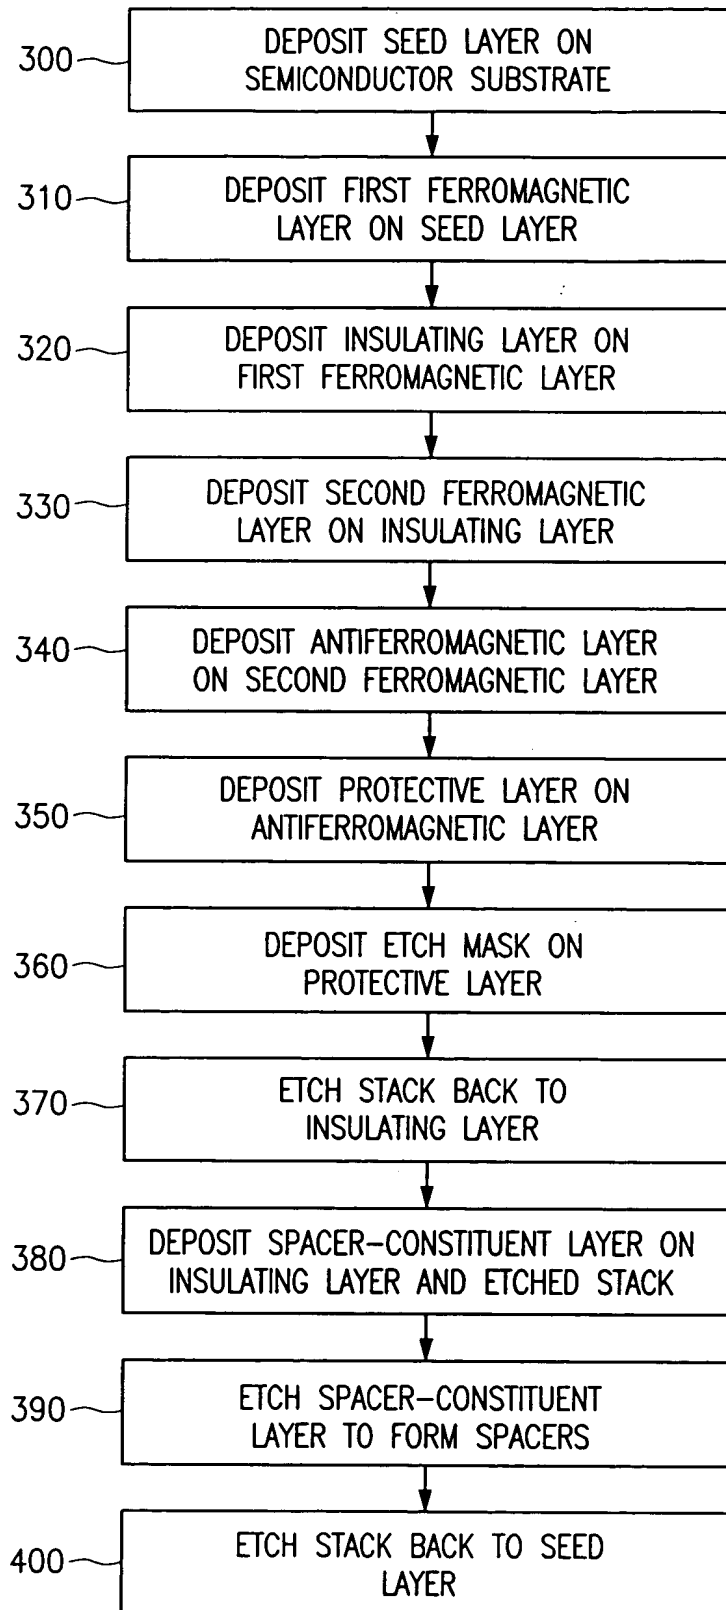 300
DEPOSIT SEED LAYER ON
SEMICONDUCTOR SUBSTRATE
310
DEPOSIT FIRST FERROMAGNETIC
LAYER ON SEED LAYER
320
DEPOSIT INSULATING LAYER ON
FIRST FERROMAGNETIC LAYER
330
DEPOSIT SECOND FERROMAGNETIC
LAYER ON INSULATING LAYER
340
DEPOSIT ANTIFERROMAGNETIC LAYER
ON SECOND FERROMAGNETIC LAYER
350
DEPOSIT PROTECTIVE LAYER ON
ANTIFERROMAGNETIC LAYER
360
DEPOSIT ETCH MASK ON
PROTECTIVE LAYER
370
ETCH STACK BACK TO
INSULATING LAYER
380
DEPOSIT SPACER-CONSTITUENT LAYER ON
INSULATING LAYER AND ETCHED STACK
390
ETCH SPACER-CONSTITUENT
LAYER TO FORM SPACERS
400
ETCH STACK BACK TO SEED
LAYER